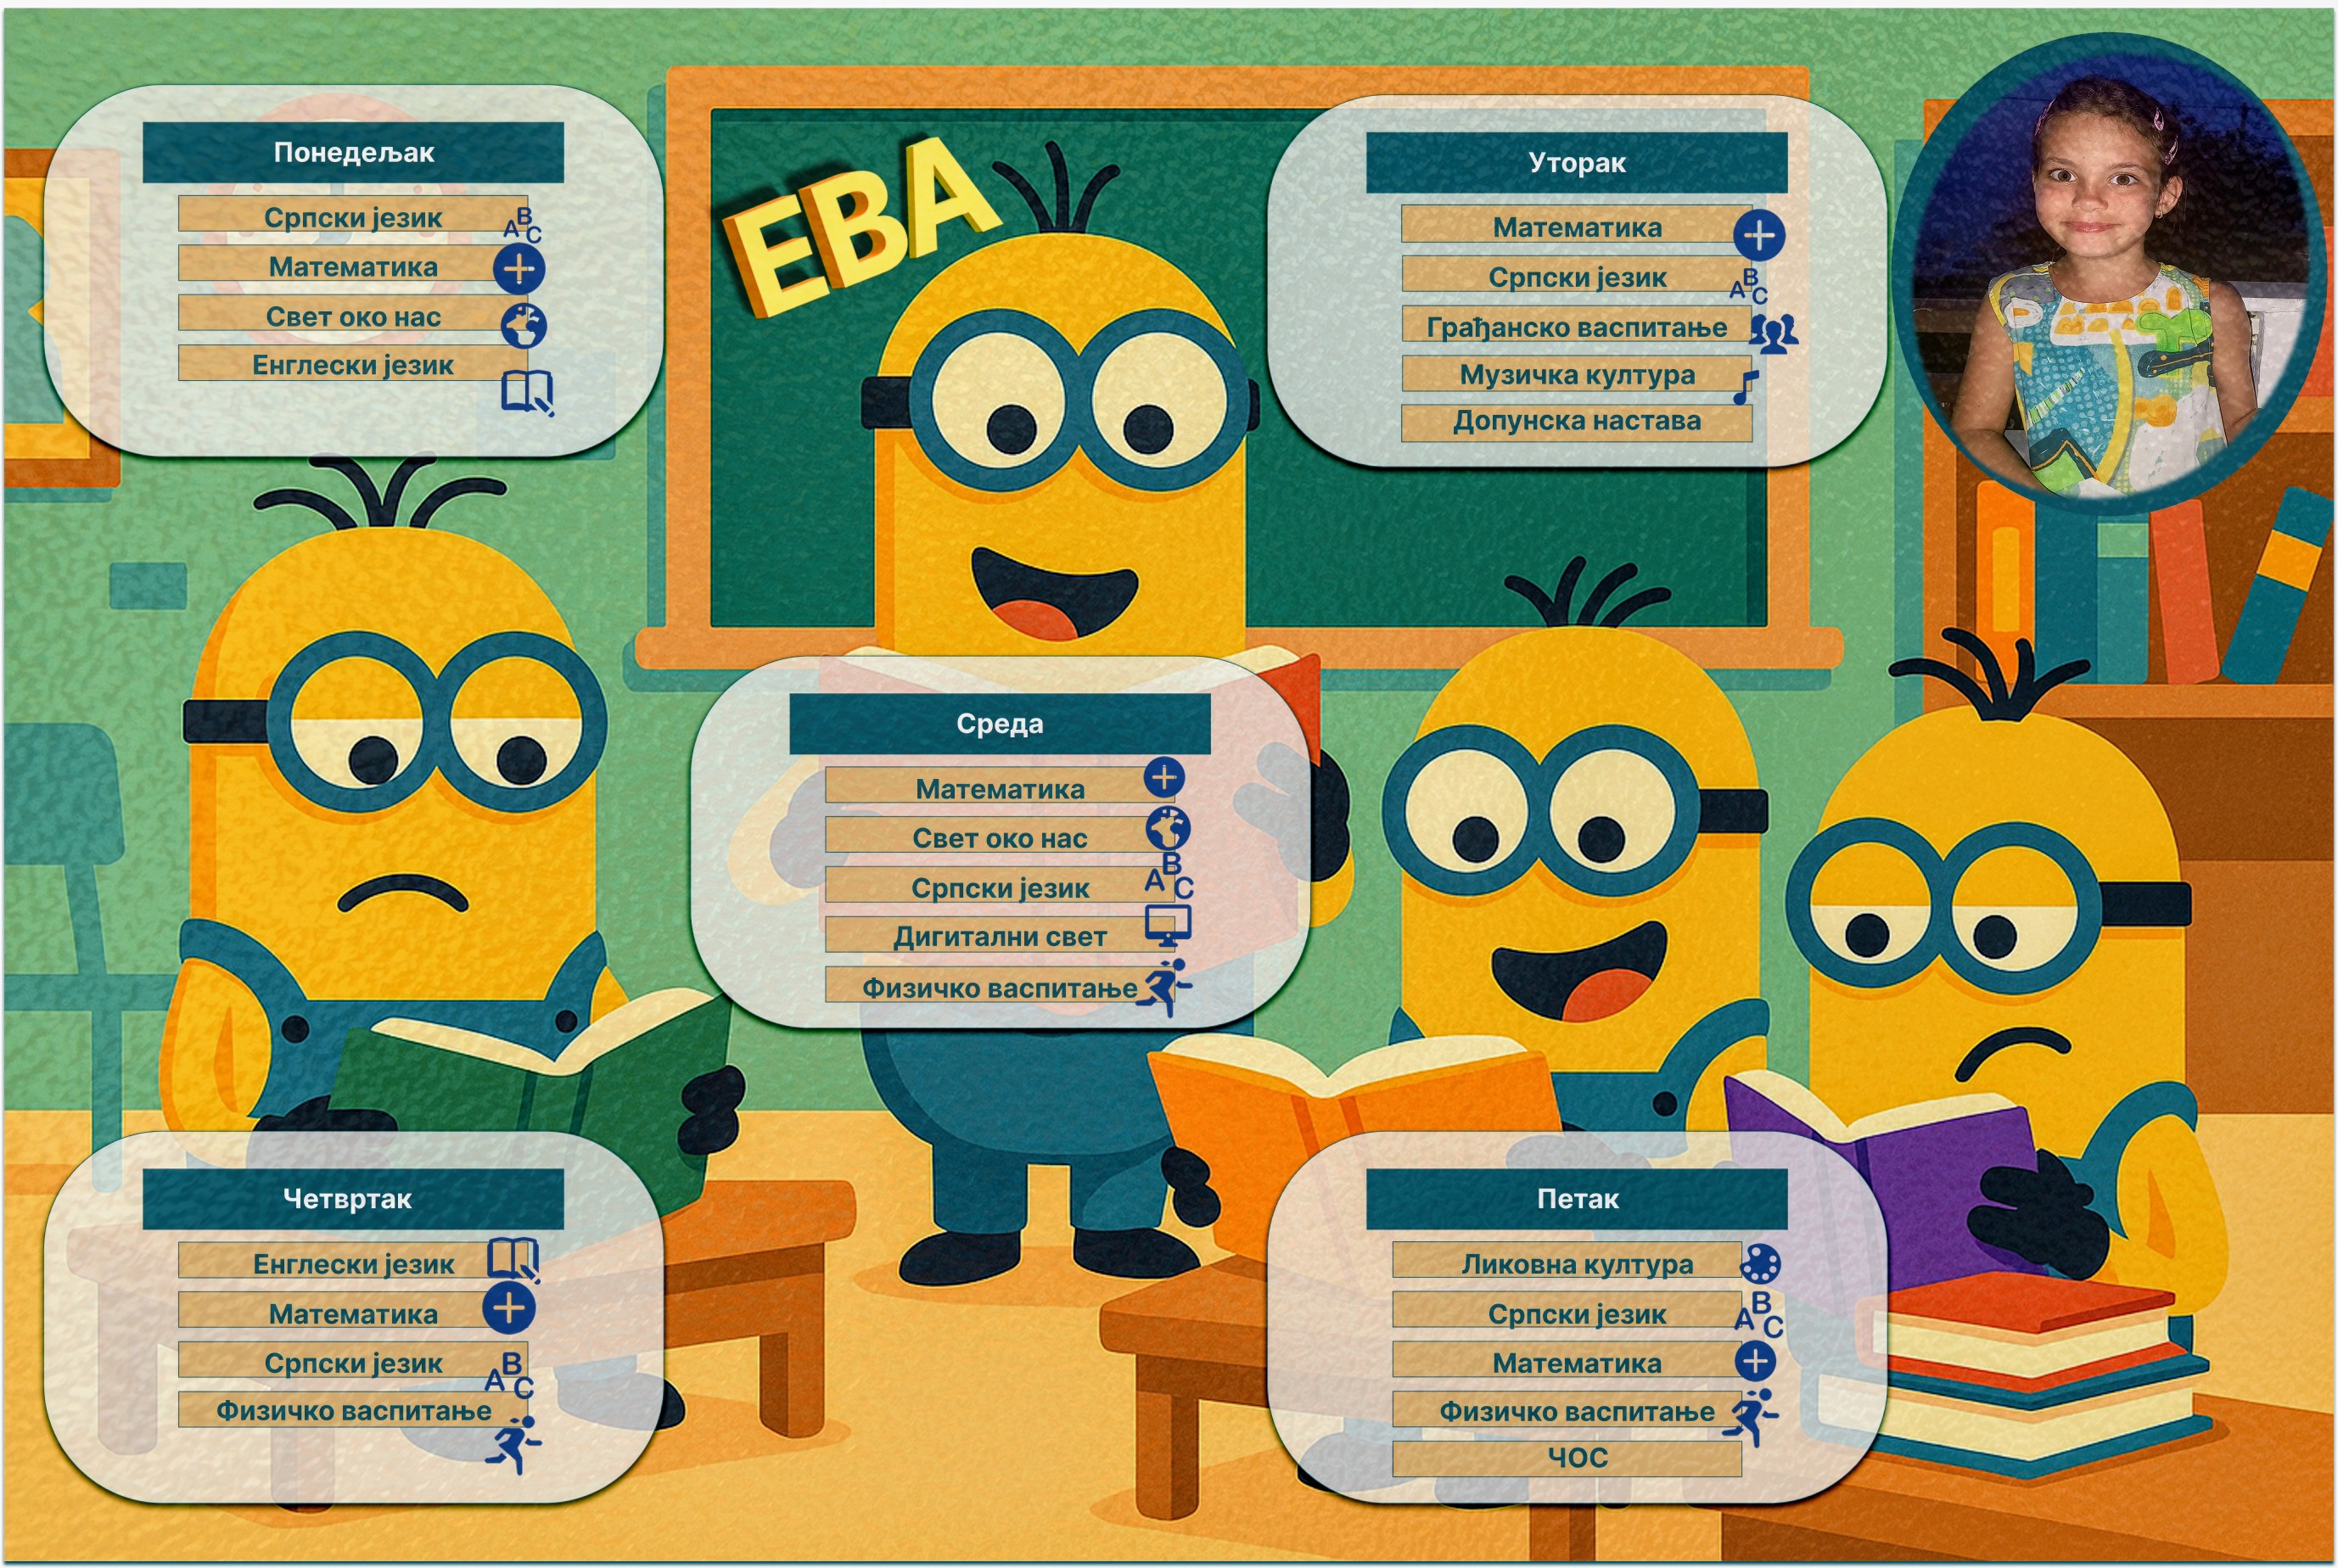 Понедељак
Српски језик
Математика
Свет око нас
Енглески језик
ЕВА
Уторак
Математика
Српски језик
Грађанско васпитање
Музичка култура
Допунска настава
Среда
Математика
Свет око нас
Српски језик
Дигитални свет
Физичко васпитање
Четвртак
Енглески језик
Математика
Српски језик
Физичко васпитање
Петак
Ликовна култура
Српски језик
Математика
Физичко васпитање
ЧОС